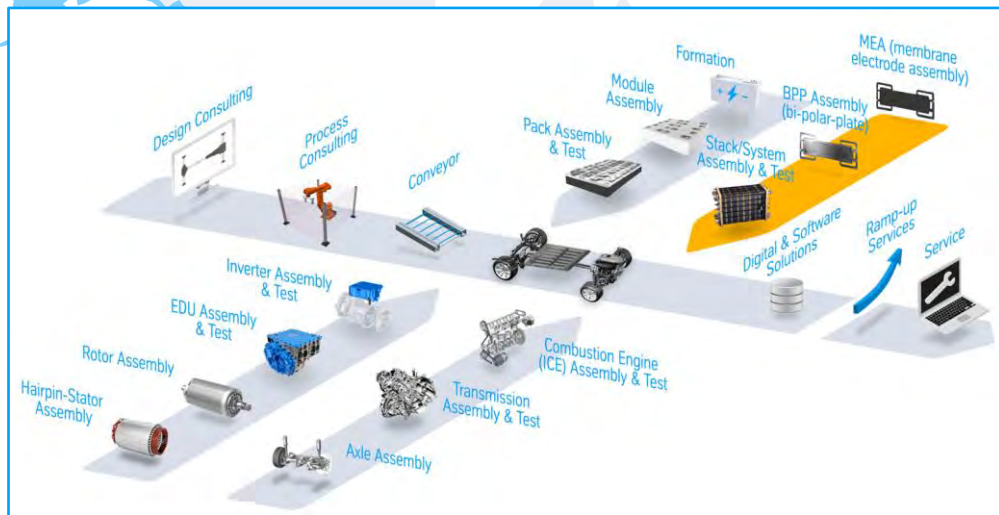 Design Consulting
Process
Consulting
Conveyor
Pack Assembly
& Test
Module
Assembly
Formation
+ -
MEA (membrane
electrode assembly)
BPP Assembly
(bi-polar-plate)
Stack/System
Assembly & Test
Digital & Software
Solutions
Ramp-up
Services
Service
Inverter Assembly
& Test
EDU Assembly
& Test
Rotor Assembly
Hairpin-Stator
Assembly
Combustion Engine
(ICE) Assembly & Test
Transmission
Assembly & Test
Axle Assembly